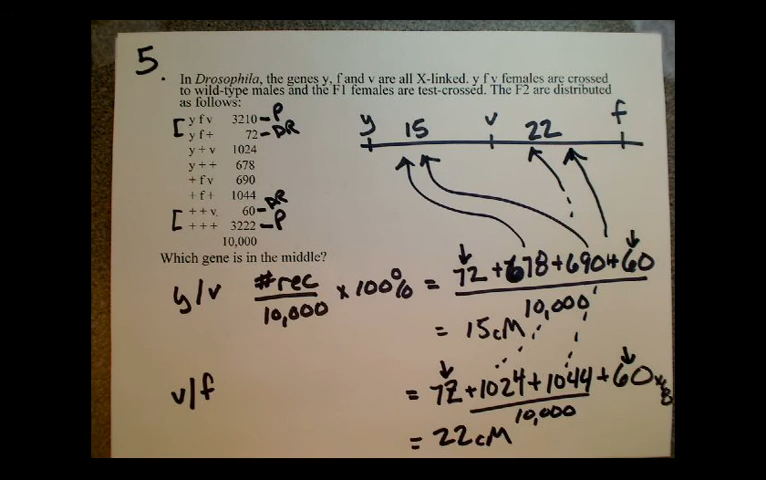 5.
In Drosophila, the genes y, f and v are all X-linked. y f v females are crossed
to wild-type males and the F1 females are test-crossed. The F2 are distributed
as follows:
y f v 3210 - P
y f + 72 - DR
y + v 1024
y + + 678
+ f v 690
+ f + 1044
+ + v 60 - DR
+ + + 3222 - P
10,000
Which gene is in the middle?
y 15 v 22 f
y/v #rec/10,000 x 100% = 72 + 678 + 690 + 60
10,000
= 15cM
v/f = 72 + 1024 + 1044 + 60
10,000
= 22cM